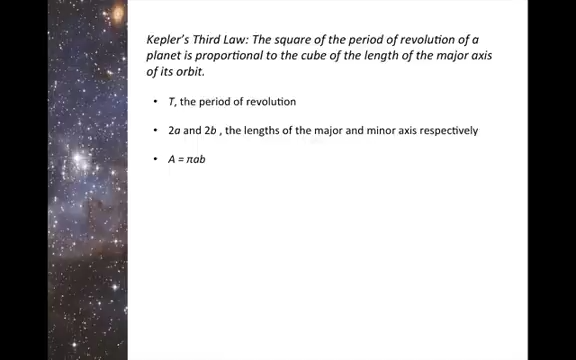 Kepler's Third Law: The square of the period of revolution of a
planet is proportional to the cube of the length of the major axis
of its orbit.
• T, the period of revolution
• 2a and 2b , the lengths of the major and minor axis respectively
• A = πab